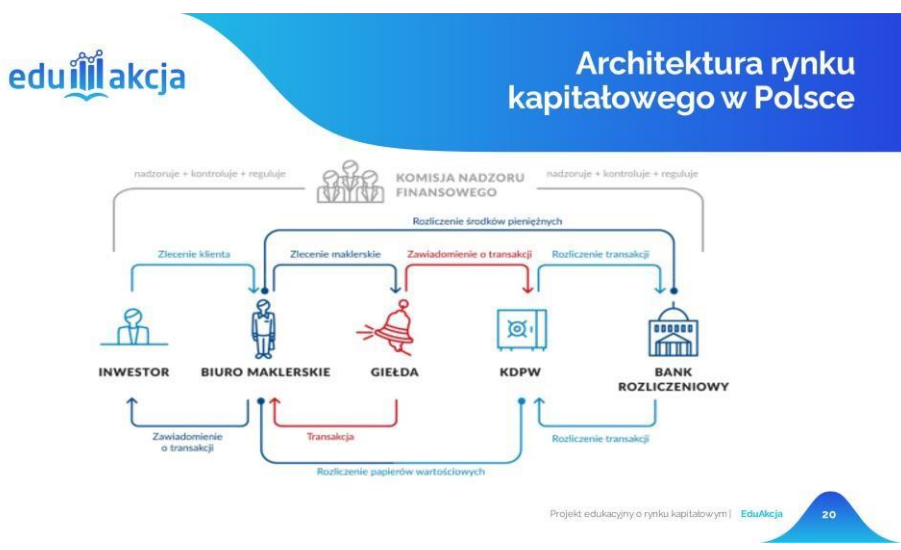 edu akcja
Architektura rynku
kapitałowego w Polsce
nadzoruje + kontroluje + reguluje
KOMISJA NADZORU
FINANSOWEGO
nadzoruje + kontroluje + reguluje
Rozliczenie środków pieniężnych
Zlecenie klienta
Zlecenie maklerskie
Zawiadomienie o transakcji
Rozliczenie transakcji
INWESTOR
BIURO MAKLERSKIE
GIEŁDA
KDPW
BANK
ROZLICZENIOWY
Zawiadomienie
o transakcji
Transakcja
Rozliczenie transakcji
Rozliczenie papierów wartościowych
Projekt edukacyjny o rynku kapitałowym | EduAkcja
20